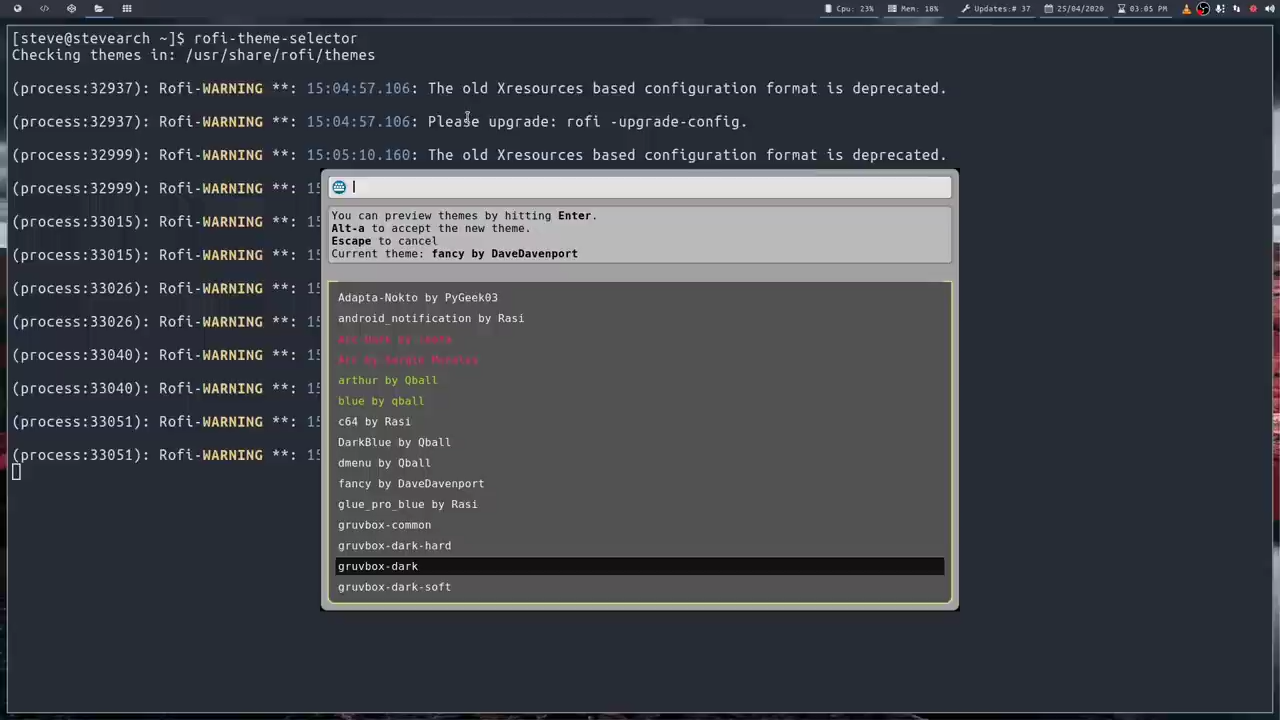 Cpu: 23%
Mem: 18%
Updates:# 37
25/04/2020
03:05 PM
[steve@stevearch ~]$ rofi-theme-selector
Checking themes in: /usr/share/rofi/themes
(process:32937): Rofi-WARNING **: 15:04:57.106: The old Xresources based configuration format is deprecated.
(process:32937): Rofi-WARNING **: 15:04:57.106: Please upgrade: rofi -upgrade-config.
(process:32999): Rofi-WARNING **: 15:05:10.160: The old Xresources based configuration format is deprecated.
(process:32999): Rofi-WARNING **: 15
(process:33015): Rofi-WARNING **: 15
(process:33015): Rofi-WARNING **: 15
(process:33026): Rofi-WARNING **: 15
(process:33026): Rofi-WARNING **: 15
(process:33040): Rofi-WARNING **: 15
(process:33040): Rofi-WARNING **: 15
(process:33051): Rofi-WARNING **: 15
(process:33051): Rofi-WARNING **: 15
You can preview themes by hitting Enter.
Alt-a to accept the new theme.
Escape to cancel
Current theme: fancy by DaveDavenport
Adapta-Nokto by PyGeek03
android_notification by Rasi
by
by
arthur by Qball
blue by qball
c64 by Rasi
DarkBlue by Qball
dmenu by Qball
fancy by DaveDavenport
glue_pro_blue by Rasi
gruvbox-common
gruvbox-dark-hard
gruvbox-dark
gruvbox-dark-soft